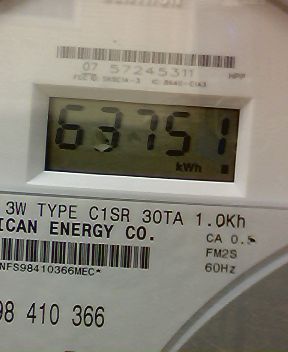 07 57245311
HPP
63751
kWh
3W TYPE C1SR 30TA 1.0Kh
ICAN ENERGY CO.
CA 0.5
FM2S
NFS98410366MEC*
60Hz
98 410 366